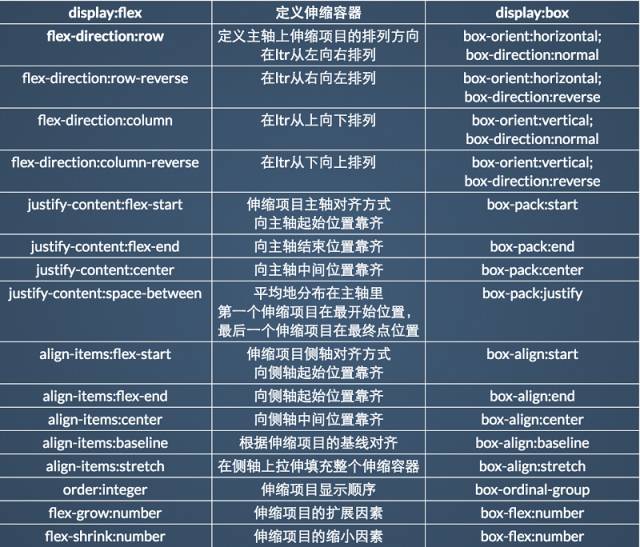 display:flex 定义伸缩容器 display:box
flex-direction:row 定义主轴上伸缩项目的排列方向 box-orient:horizontal;
在ltr从左向右排列 box-direction:normal
flex-direction:row-reverse 在ltr从右向左排列 box-orient:horizontal;
box-direction:reverse
flex-direction:column 在ltr从上向下排列 box-orient:vertical;
box-direction:normal
flex-direction:column-reverse 在ltr从下向上排列 box-orient:vertical;
box-direction:reverse
justify-content:flex-start 伸缩项目主轴对齐方式 box-pack:start
向主轴起始位置靠齐
justify-content:flex-end 向主轴结束位置靠齐 box-pack:end
justify-content:center 向主轴中间位置靠齐 box-pack:center
justify-content:space-between 平均地分布在主轴里 box-pack:justify
第一个伸缩项目在最开始位置，
最后一个伸缩项目在最终点位置
align-items:flex-start 伸缩项目侧轴对齐方式 box-align:start
向侧轴起始位置靠齐
align-items:flex-end 向侧轴起始位置靠齐 box-align:end
align-items:center 向侧轴中间位置靠齐 box-align:center
align-items:baseline 根据伸缩项目的基线对齐 box-align:baseline
align-items:stretch 在侧轴上拉伸填充整个伸缩容器 box-align:stretch
order:integer 伸缩项目显示顺序 box-ordinal-group
flex-grow:number 伸缩项目的扩展因素 box-flex:number
flex-shrink:number 伸缩项目的缩小因素 box-flex:number